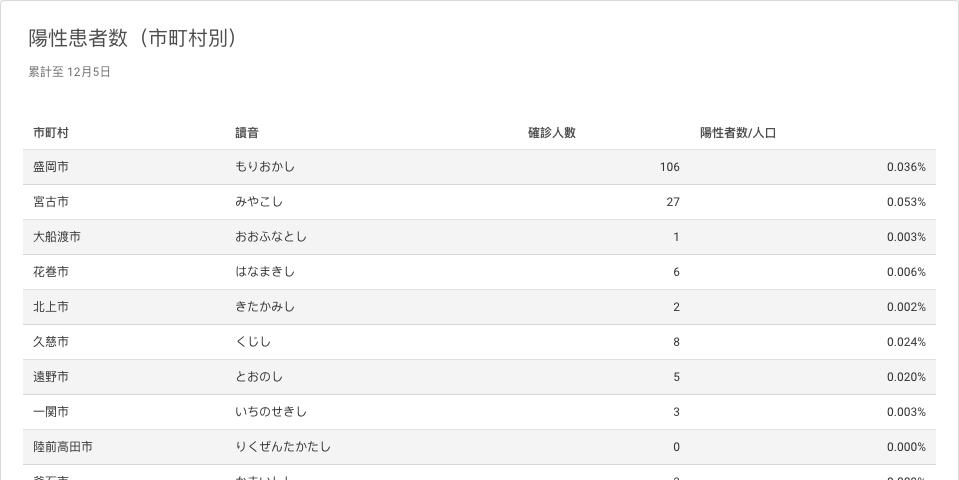 陽性患者数（市町村別）
累計至 12月5日
市町村 讀音 確診人數 陽性者数/人口
盛岡市 もりおかし 106 0.036%
宮古市 みやこし 27 0.053%
大船渡市 おおふなとし 1 0.003%
花巻市 はなまきし 6 0.006%
北上市 きたかみし 2 0.002%
久慈市 くじし 8 0.024%
遠野市 とおのし 5 0.020%
一関市 いちのせきし 3 0.003%
陸前高田市 りくぜんたかたし 0 0.000%